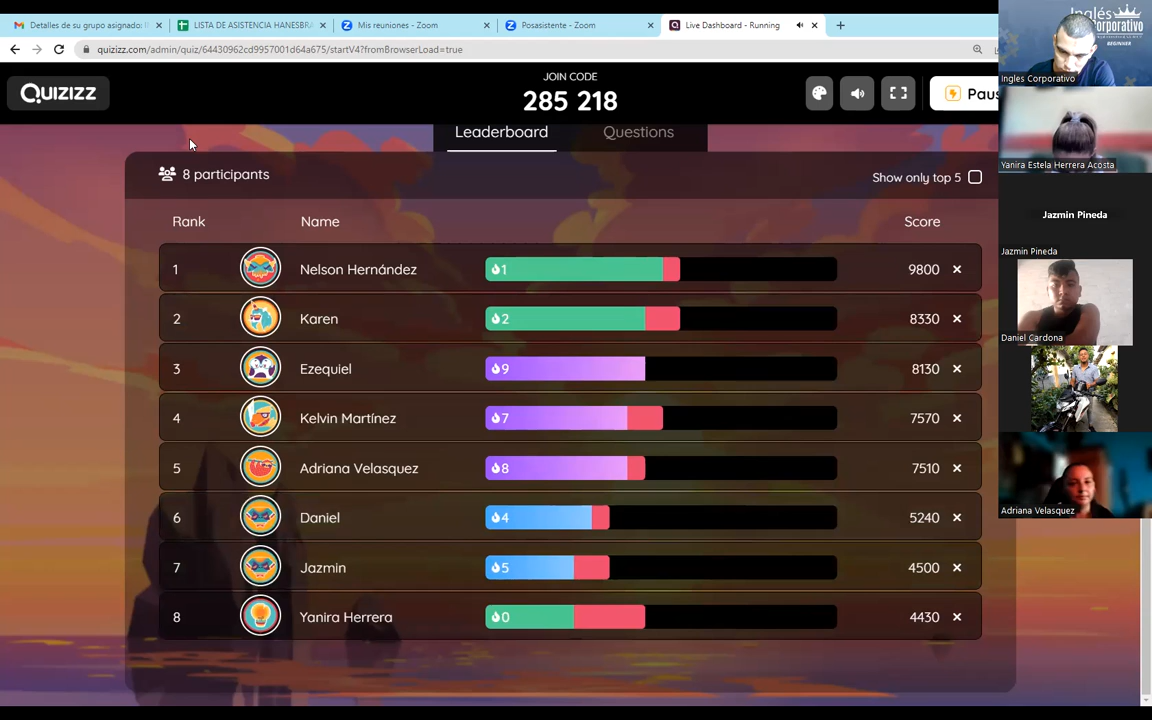 Detalles de su grupo asignado: I
LISTA DE ASISTENCIA HANESBRA
Mis reuniones - Zoom
Posasistente - Zoom
Live Dashboard - Running
quizizz.com/admin/quiz/64430962cd9957001d64a675/startV4?fromBrowserLoad=true
Quizizz
JOIN CODE
285 218
Paus
Leaderboard
Questions
8 participants
Show only top 5
Rank Name Score
1 Nelson Hernández 1 9800
2 Karen 2 8330
3 Ezequiel 9 8130
4 Kelvin Martínez 7 7570
5 Adriana Velasquez 8 7510
6 Daniel 4 5240
7 Jazmin 5 4500
8 Yanira Herrera 0 4430
Inglés
Corporativo
BEGINNER
Ingles Corporativo
Yanira Estela Herrera Acosta
Jazmin Pineda
Jazmin Pineda
Daniel Cardona
Adriana Velasquez